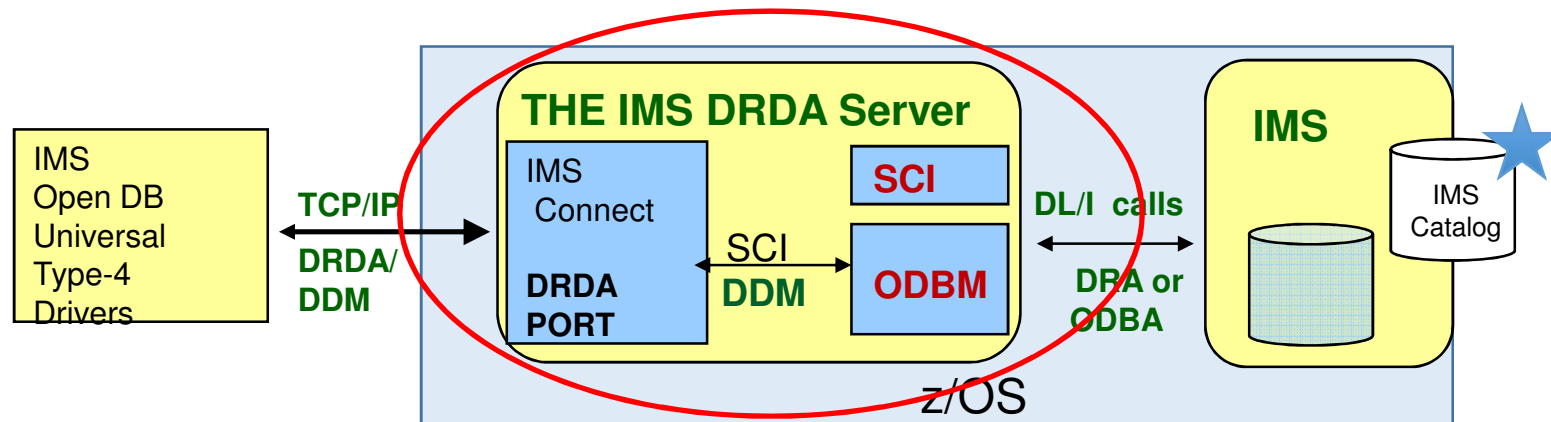 IMS
Open DB
Universal
Type-4
Drivers
TCP/IP
DRDA/
DDM
THE IMS DRDA Server
IMS
Connect
DRDA
PORT
SCI
DDM
SCI
ODBM
DL/I calls
DRA or
ODBA
IMS
IMS
Catalog
z/OS